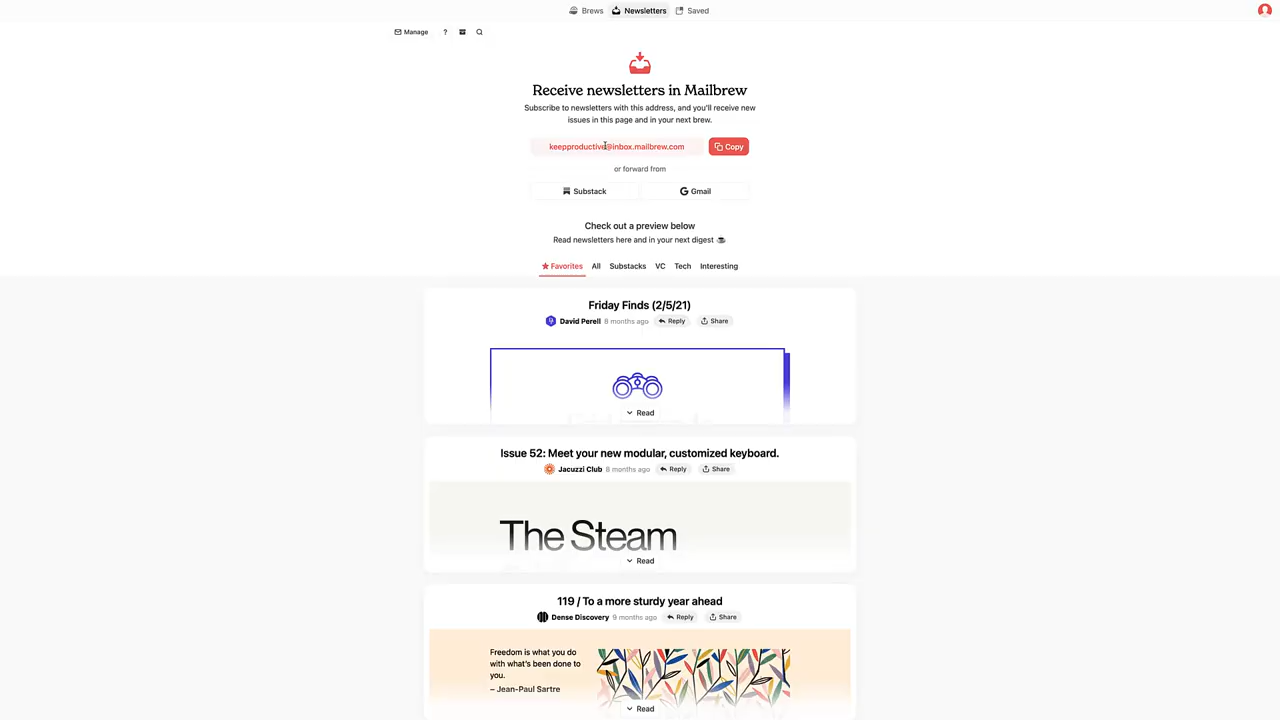 Brews Newsletters Saved
Manage ?
Receive newsletters in Mailbrew
Subscribe to newsletters with this address, and you'll receive new
issues in this page and in your next brew.
keepproductive@inbox.mailbrew.com Copy
or forward from
Substack G Gmail
Check out a preview below
Read newsletters here and in your next digest
Favorites All Substacks VC Tech Interesting
Friday Finds (2/5/21)
David Perell 8 months ago Reply Share
Read
Issue 52: Meet your new modular, customized keyboard.
Jacuzzi Club 8 months ago Reply Share
The Steam
Read
119 / To a more sturdy year ahead
Dense Discovery 9 months ago Reply Share
Freedom is what you do
with what's been done to
you.
– Jean-Paul Sartre
Read